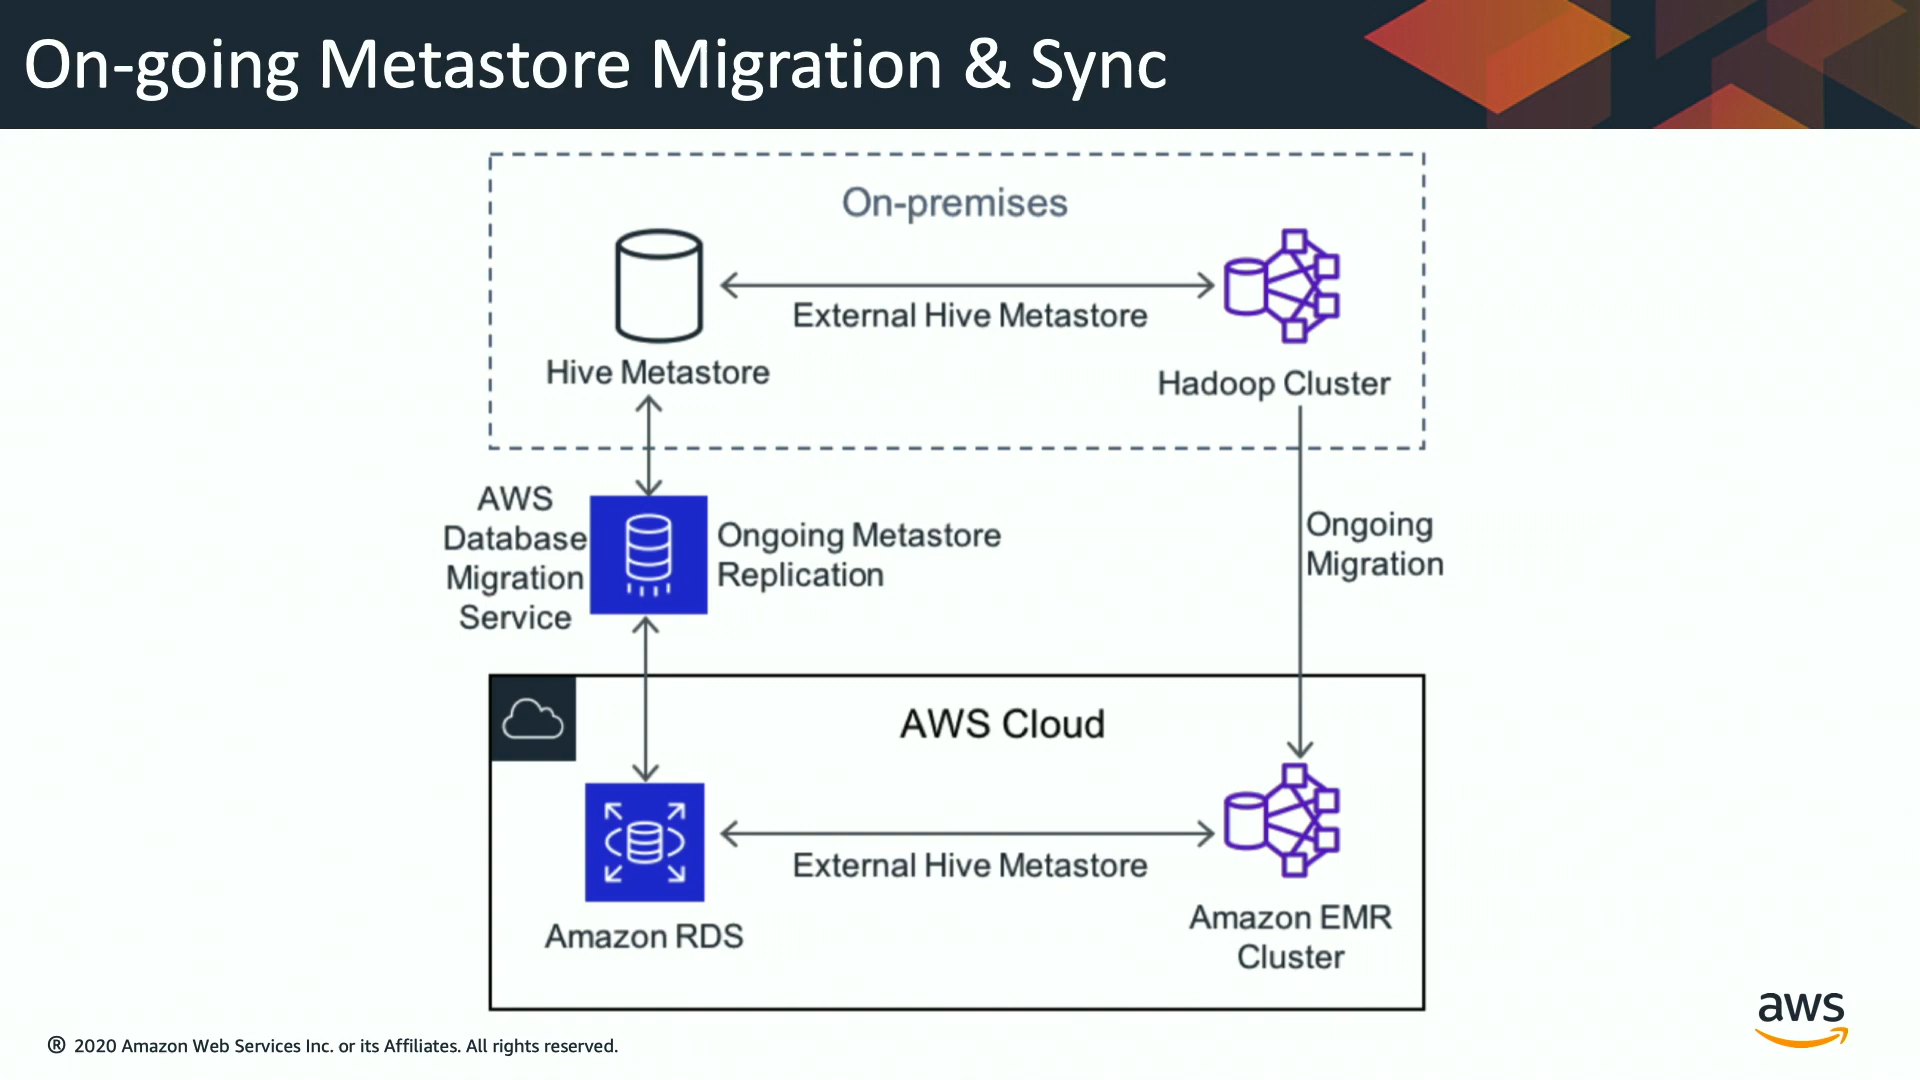 On-going Metastore Migration & Sync
On-premises
External Hive Metastore
Hive Metastore
Hadoop Cluster
AWS
Database
Migration
Service
Ongoing Metastore
Replication
Ongoing
Migration
AWS Cloud
External Hive Metastore
Amazon RDS
Amazon EMR
Cluster
aws
® 2020 Amazon Web Services Inc. or its Affiliates. All rights reserved.